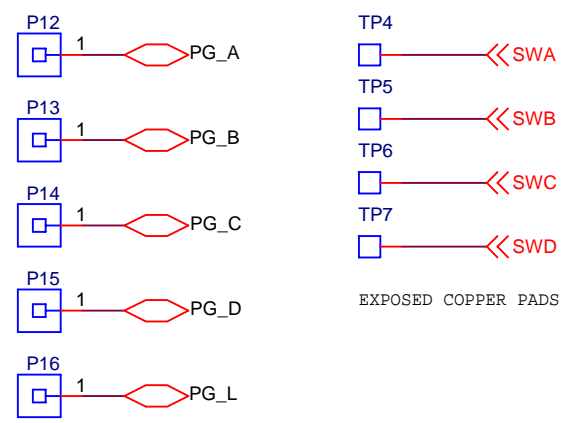 P12
1
PG_A
P13
1
PG_B
P14
1
PG_C
P15
1
PG_D
P16
1
PG_L
TP4
SWA
TP5
SWB
TP6
SWC
TP7
SWD
EXPOSED COPPER PADS